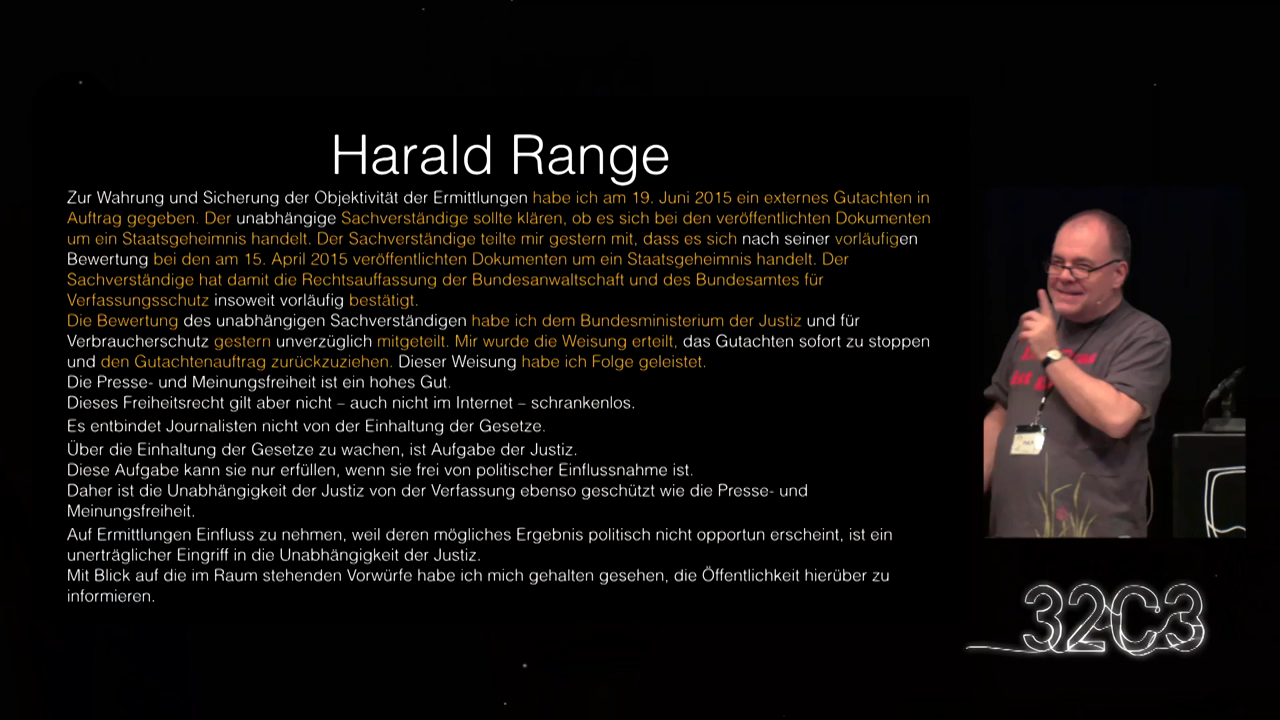 Harald Range
Zur Wahrung und Sicherung der Objektivität der Ermittlungen habe ich am 19. Juni 2015 ein externes Gutachten in
Auftrag gegeben. Der unabhängige Sachverständige sollte klären, ob es sich bei den veröffentlichten Dokumenten
um ein Staatsgeheimnis handelt. Der Sachverständige teilte mir gestern mit, dass es sich nach seiner vorläufigen
Bewertung bei den am 15. April 2015 veröffentlichten Dokumenten um ein Staatsgeheimnis handelt. Der
Sachverständige hat damit die Rechtsauffassung der Bundesanwaltschaft und des Bundesamtes für
Verfassungsschutz insoweit vorläufig bestätigt.
Die Bewertung des unabhängigen Sachverständigen habe ich dem Bundesministerium der Justiz und für
Verbraucherschutz gestern unverzüglich mitgeteilt. Mir wurde die Weisung erteilt, das Gutachten sofort zu stoppen
und den Gutachtenauftrag zurückzuziehen. Dieser Weisung habe ich Folge geleistet.
Die Presse- und Meinungsfreiheit ist ein hohes Gut.
Dieses Freiheitsrecht gilt aber nicht – auch nicht im Internet – schrankenlos.
Es entbindet Journalisten nicht von der Einhaltung der Gesetze.
Über die Einhaltung der Gesetze zu wachen, ist Aufgabe der Justiz.
Diese Aufgabe kann sie nur erfüllen, wenn sie frei von politischer Einflussnahme ist.
Daher ist die Unabhängigkeit der Justiz von der Verfassung ebenso geschützt wie die Presse- und
Meinungsfreiheit.
Auf Ermittlungen Einfluss zu nehmen, weil deren mögliches Ergebnis politisch nicht opportun erscheint, ist ein
unerträglicher Eingriff in die Unabhängigkeit der Justiz.
Mit Blick auf die im Raum stehenden Vorwürfe habe ich mich gehalten gesehen, die Öffentlichkeit hierüber zu
informieren.
32C3